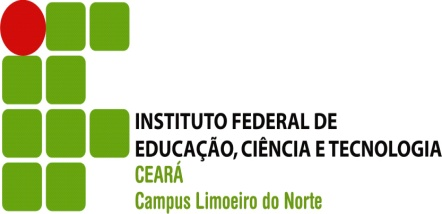 INSTITUTO FEDERAL DE
EDUCAÇÃO, CIÊNCIA E TECNOLOGIA
CEARÁ
Campus Limoeiro do Norte